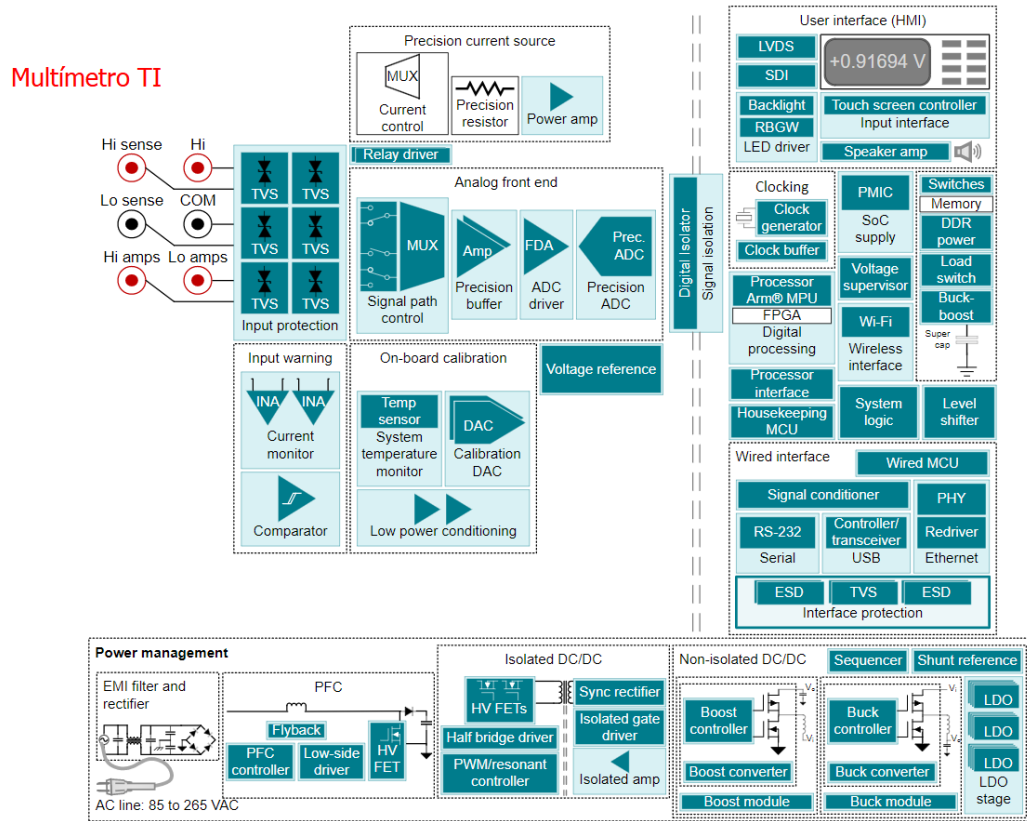 Multímetro TI
Precision current source
MUX
Current
control
Precision
resistor
Power amp
Relay driver
Hi sense
Hi
Lo sense
COM
Hi amps
Lo amps
TVS
TVS
TVS
TVS
TVS
TVS
Input protection
Analog front end
MUX
Signal path
control
Amp
Precision
buffer
FDA
ADC
driver
Prec.
ADC
Precision
ADC
Input warning
INA
INA
Current
monitor
Comparator
On-board calibration
Temp
sensor
System
temperature
monitor
DAC
Calibration
DAC
Low power conditioning
Voltage reference
Digital Isolator
Signal isolation
User interface (HMI)
LVDS
SDI
+0.91694 V
Backlight
RBGW
LED driver
Touch screen controller
Input interface
Speaker amp
Clocking
Clock
generator
Clock buffer
PMIC
SoC
supply
Switches
Memory
DDR
power
Load
switch
Buck-
boost
Super
cap
Processor
Arm® MPU
FPGA
Digital
processing
Voltage
supervisor
Wi-Fi
Wireless
interface
Processor
interface
Housekeeping
MCU
System
logic
Level
shifter
Wired interface
Wired MCU
Signal conditioner
PHY
RS-232
Serial
Controller/
transceiver
USB
Redriver
Ethernet
ESD
TVS
ESD
Interface protection
Power management
EMI filter and
rectifier
AC line: 85 to 265 VAC
PFC
Flyback
PFC
controller
Low-side
driver
HV
FET
Isolated DC/DC
HV FETs
Half bridge driver
PWM/resonant
controller
Sync rectifier
Isolated gate
driver
Isolated amp
Non-isolated DC/DC
Sequencer
Shunt reference
Boost
controller
Boost converter
Boost module
Buck
controller
Buck converter
Buck module
LDO
LDO
LDO
LDO
stage